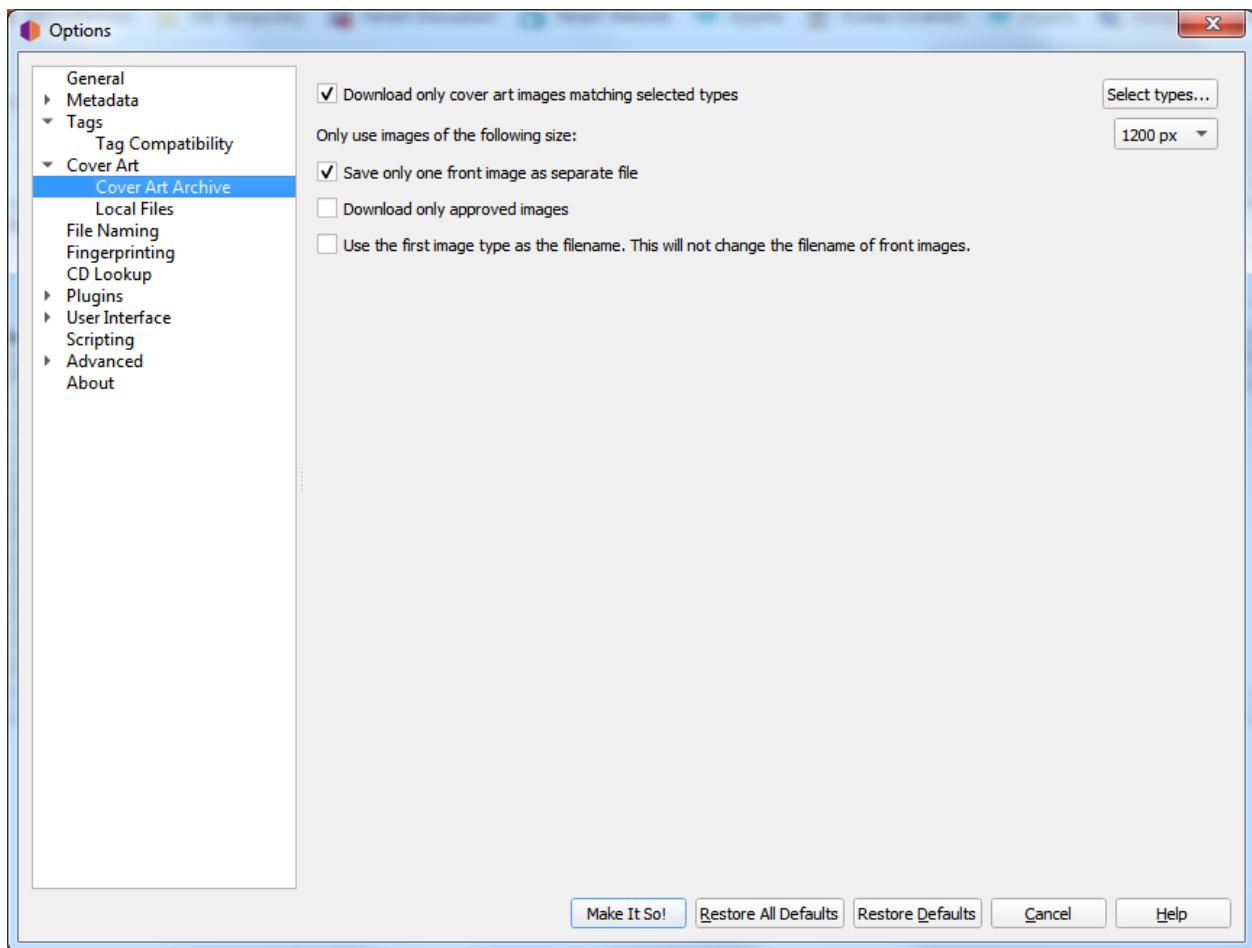 Options
General
Metadata
Tags
Tag Compatibility
Cover Art
Cover Art Archive
Local Files
File Naming
Fingerprinting
CD Lookup
Plugins
User Interface
Scripting
Advanced
About
Download only cover art images matching selected types
Select types...
Only use images of the following size:
1200 px
Save only one front image as separate file
Download only approved images
Use the first image type as the filename. This will not change the filename of front images.
Make It So!
Restore All Defaults
Restore Defaults
Cancel
Help